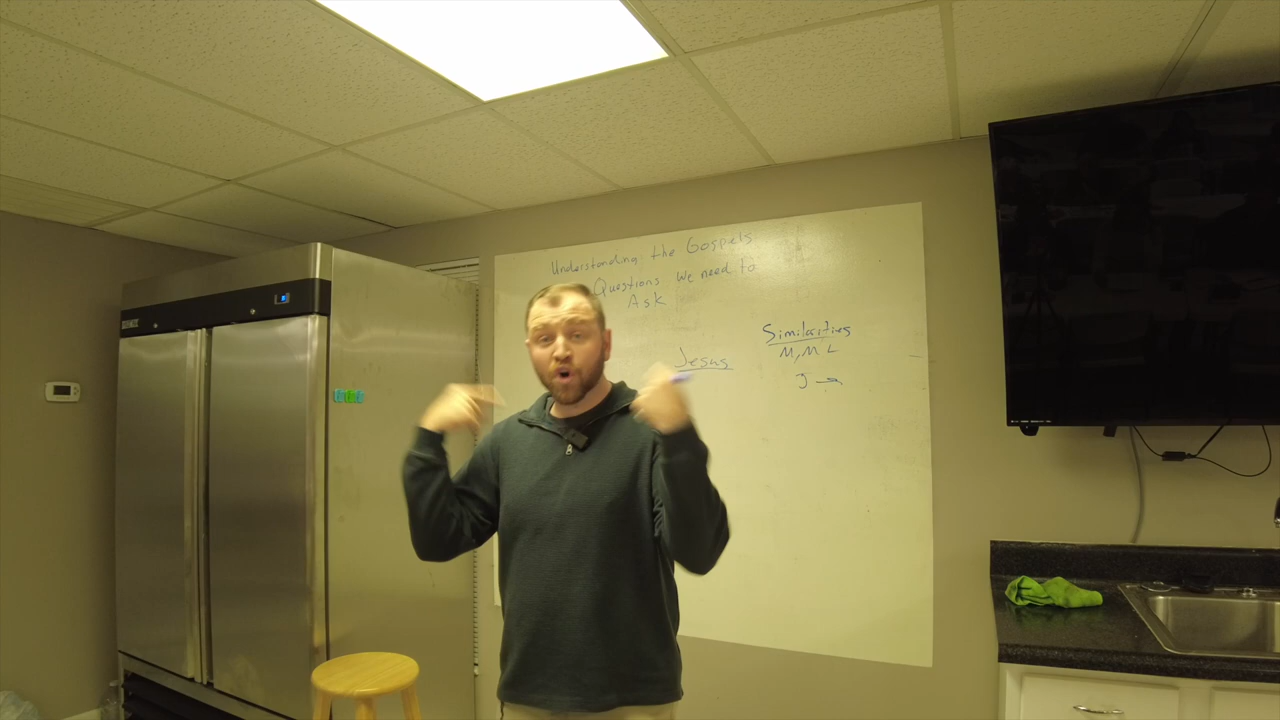 Understanding the Gospels
Questions we need to
Ask
Jesus
Similarities
M, M L
J →